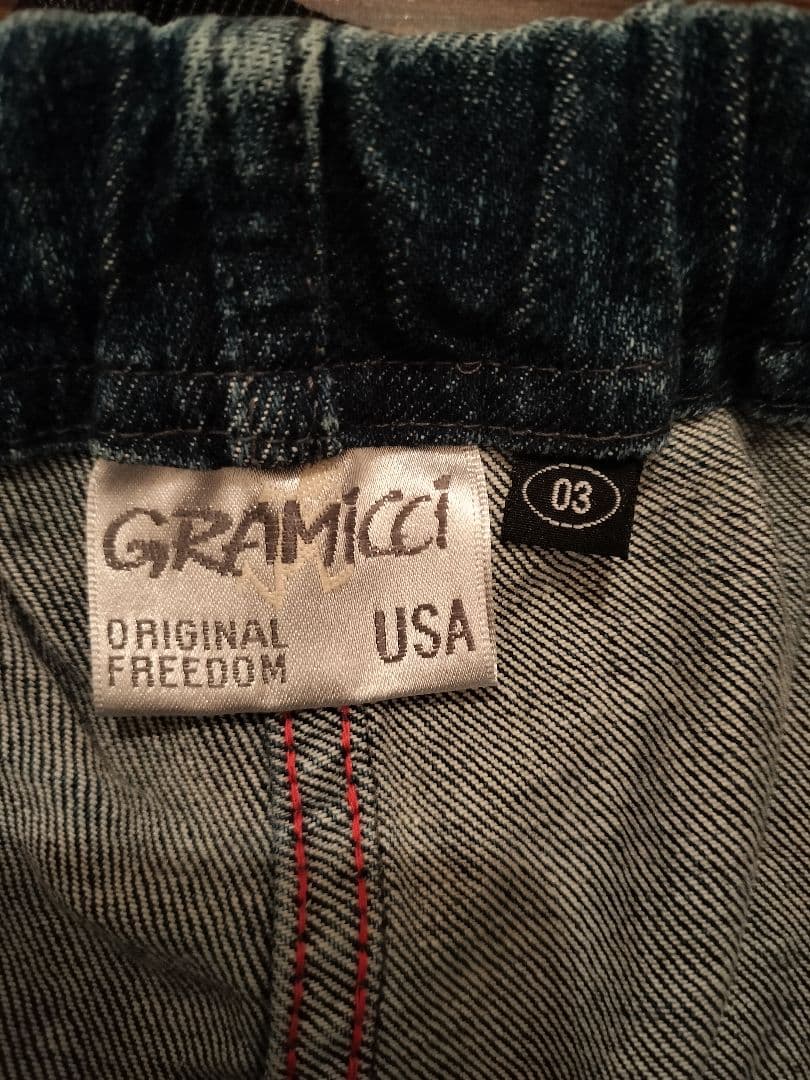 GRAMiCCi
ORIGINAL
FREEDOM
USA
03